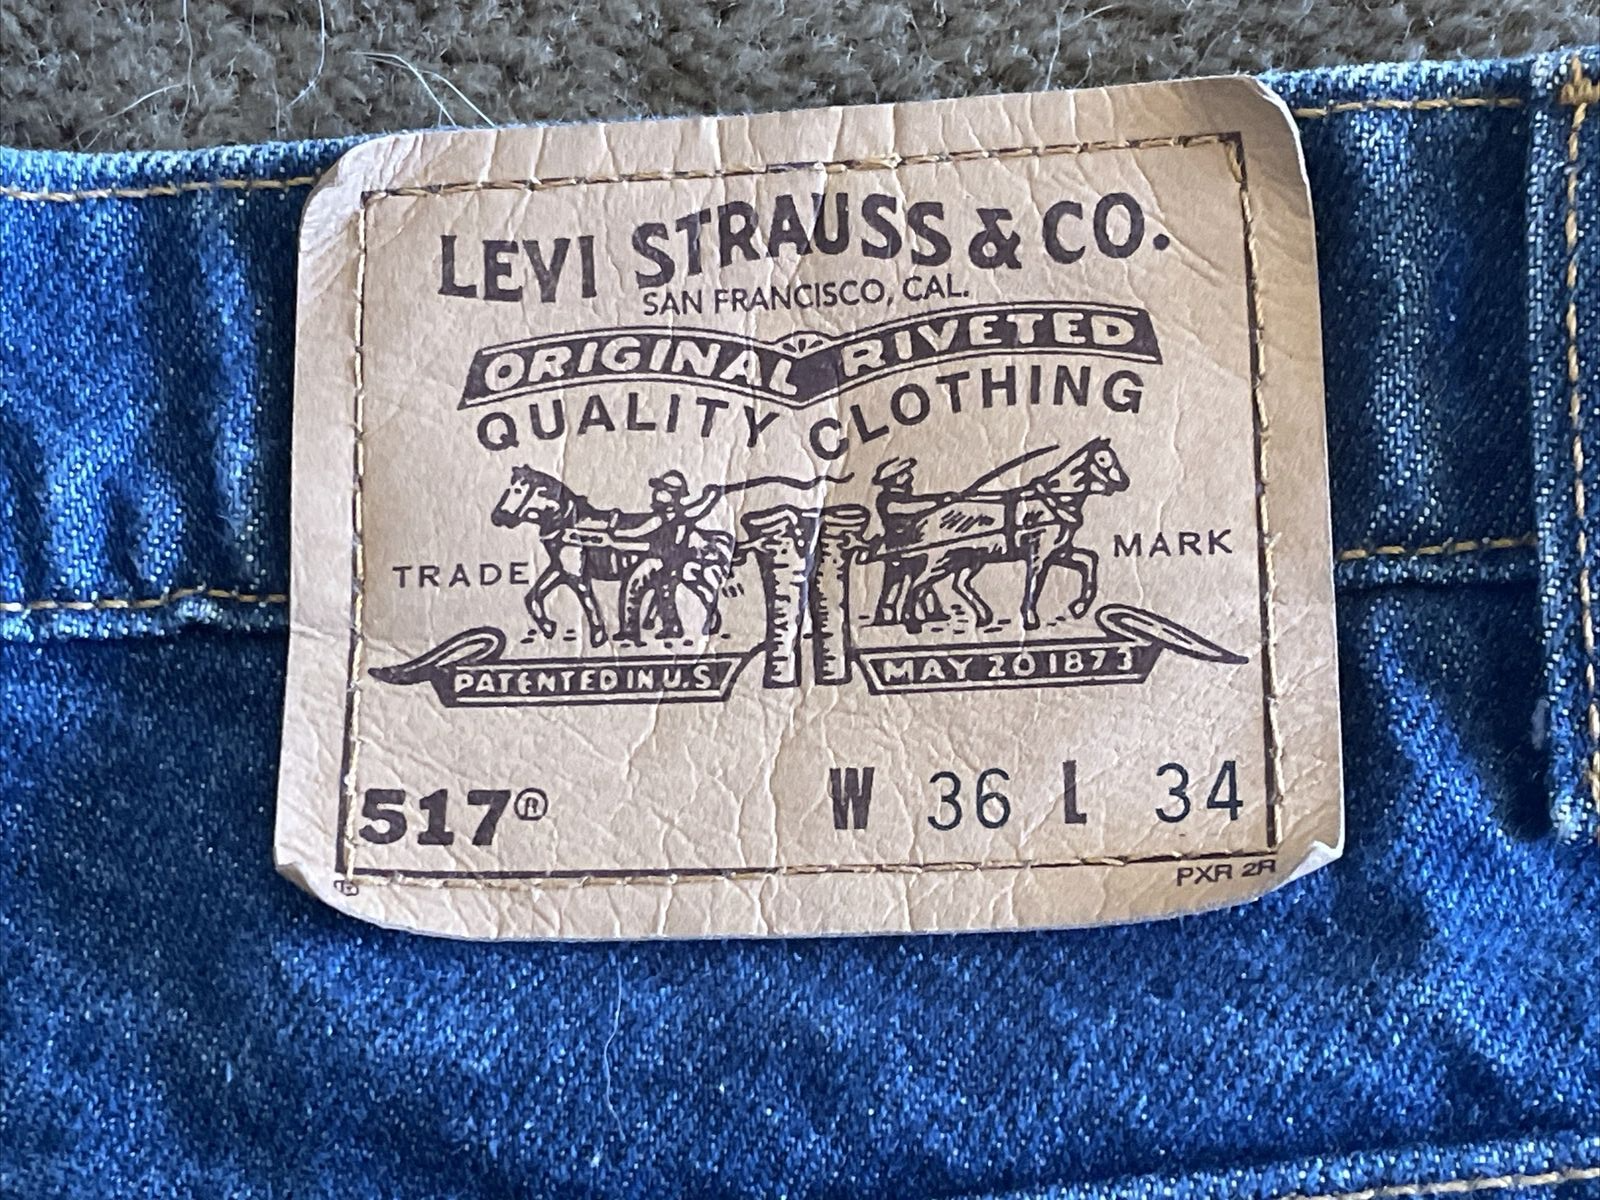 LEVI STRAUSS & CO.
SAN FRANCISCO, CAL.
ORIGINAL RIVETED
QUALITY CLOTHING
TRADE MARK
PATENTED IN U.S MAY 20 1873
517® W 36 L 34
PXR 2R